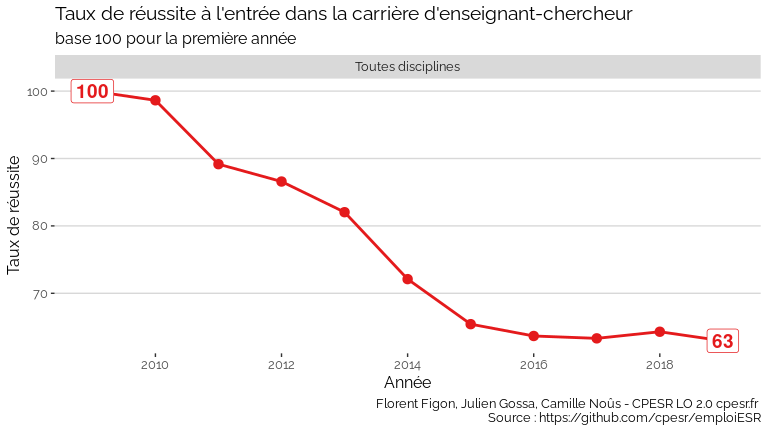 Taux de réussite à l'entrée dans la carrière d'enseignant-chercheur
base 100 pour la première année
Toutes disciplines
100
90
80
70
Taux de réussite
100
63
2010
2012
2014
2016
2018
Année
Florent Figon, Julien Gossa, Camille Noûs - CPESR LO 2.0 cpesr.fr
Source : https://github.com/cpesr/emploiESR